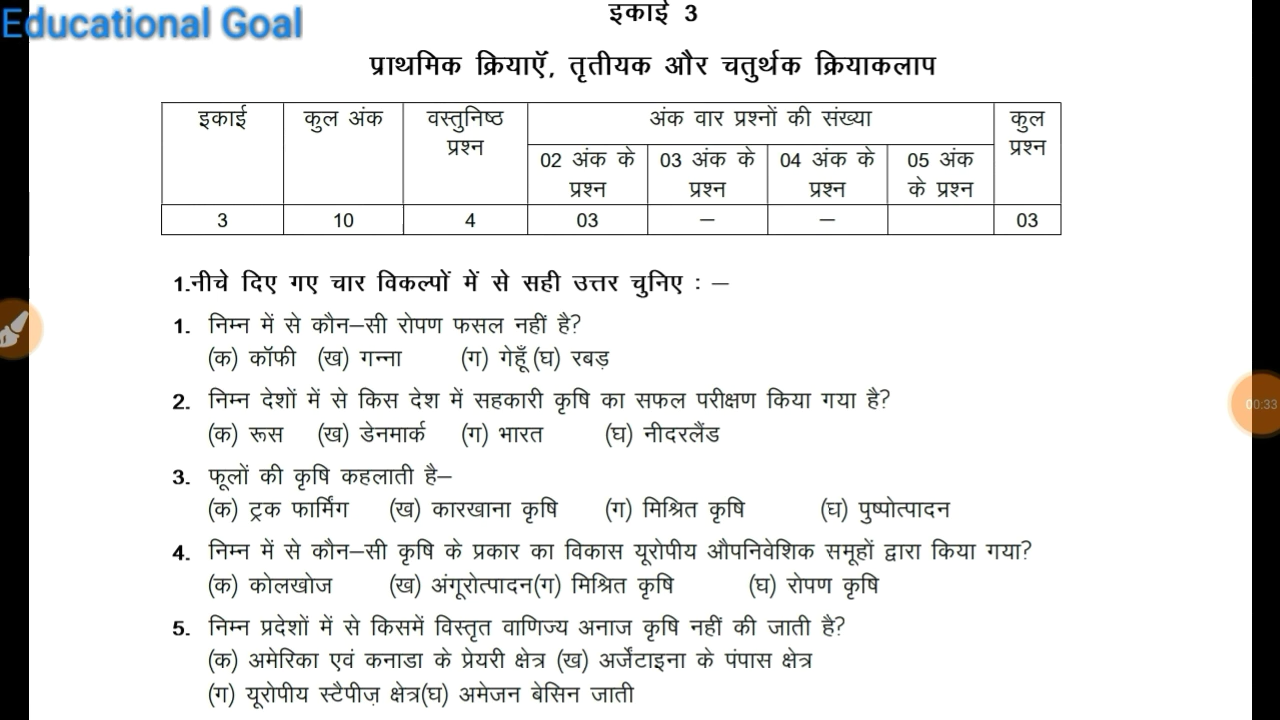 Educational Goal
इकाई 3
प्राथमिक क्रियाएँ, तृतीयक और चतुर्थक क्रियाकलाप
इकाई कुल अंक वस्तुनिष्ठ प्रश्न अंक वार प्रश्नों की संख्या कुल प्रश्न
02 अंक के प्रश्न 03 अंक के प्रश्न 04 अंक के प्रश्न 05 अंक के प्रश्न
3 10 4 03 – – 03
1.नीचे दिए गए चार विकल्पों में से सही उत्तर चुनिए : –
1. निम्न में से कौन–सी रोपण फसल नहीं है?
(क) कॉफी (ख) गन्ना (ग) गेहूँ (घ) रबड़
2. निम्न देशों में से किस देश में सहकारी कृषि का सफल परीक्षण किया गया है?
(क) रूस (ख) डेनमार्क (ग) भारत (घ) नीदरलैंड
3. फूलों की कृषि कहलाती है–
(क) ट्रक फार्मिंग (ख) कारखाना कृषि (ग) मिश्रित कृषि (घ) पुष्पोत्पादन
4. निम्न में से कौन–सी कृषि के प्रकार का विकास यूरोपीय औपनिवेशिक समूहों द्वारा किया गया?
(क) कोलखोज (ख) अंगूरोत्पादन(ग) मिश्रित कृषि (घ) रोपण कृषि
5. निम्न प्रदेशों में से किसमें विस्तृत वाणिज्य अनाज कृषि नहीं की जाती है?
(क) अमेरिका एवं कनाडा के प्रेयरी क्षेत्र (ख) अर्जेंटाइना के पंपास क्षेत्र
(ग) यूरोपीय स्टैपीज़ क्षेत्र(घ) अमेजन बेसिन जाती
00:33